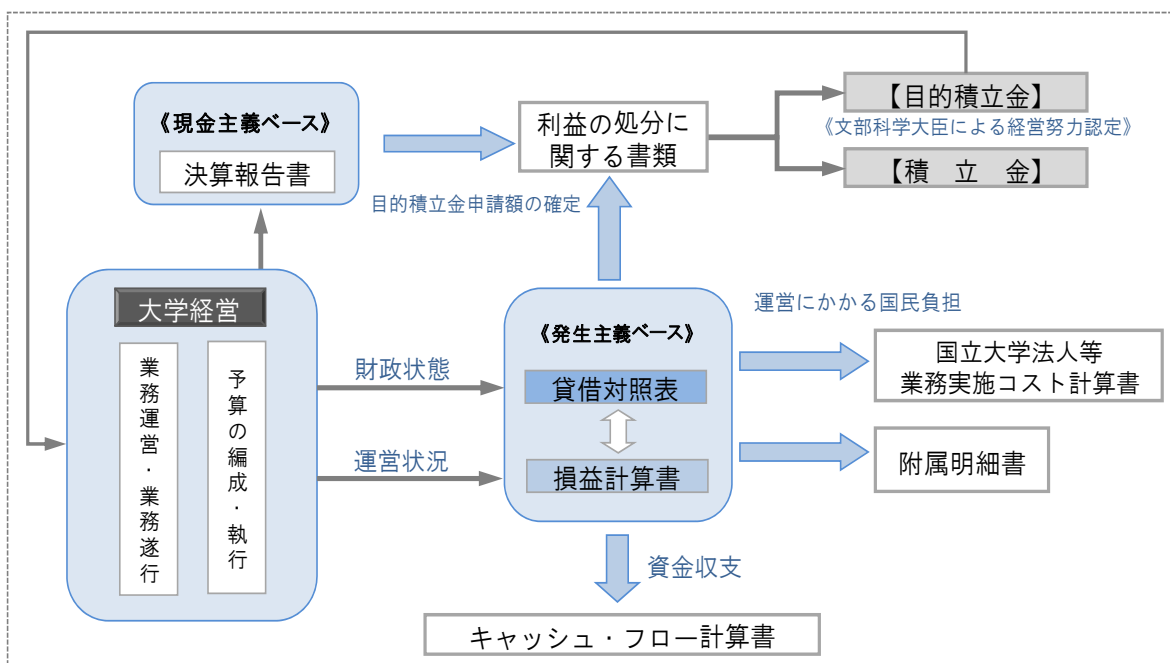 《現金主義ベース》
決算報告書
利益の処分に
関する書類
【目的積立金】
《文部科学大臣による経営努力認定》
【積　立　金】
目的積立金申請額の確定
大学経営
業務運営・業務遂行
予算の編成・執行
財政状態
運営状況
《発生主義ベース》
貸借対照表
損益計算書
運営にかかる国民負担
国立大学法人等
業務実施コスト計算書
附属明細書
資金収支
キャッシュ・フロー計算書